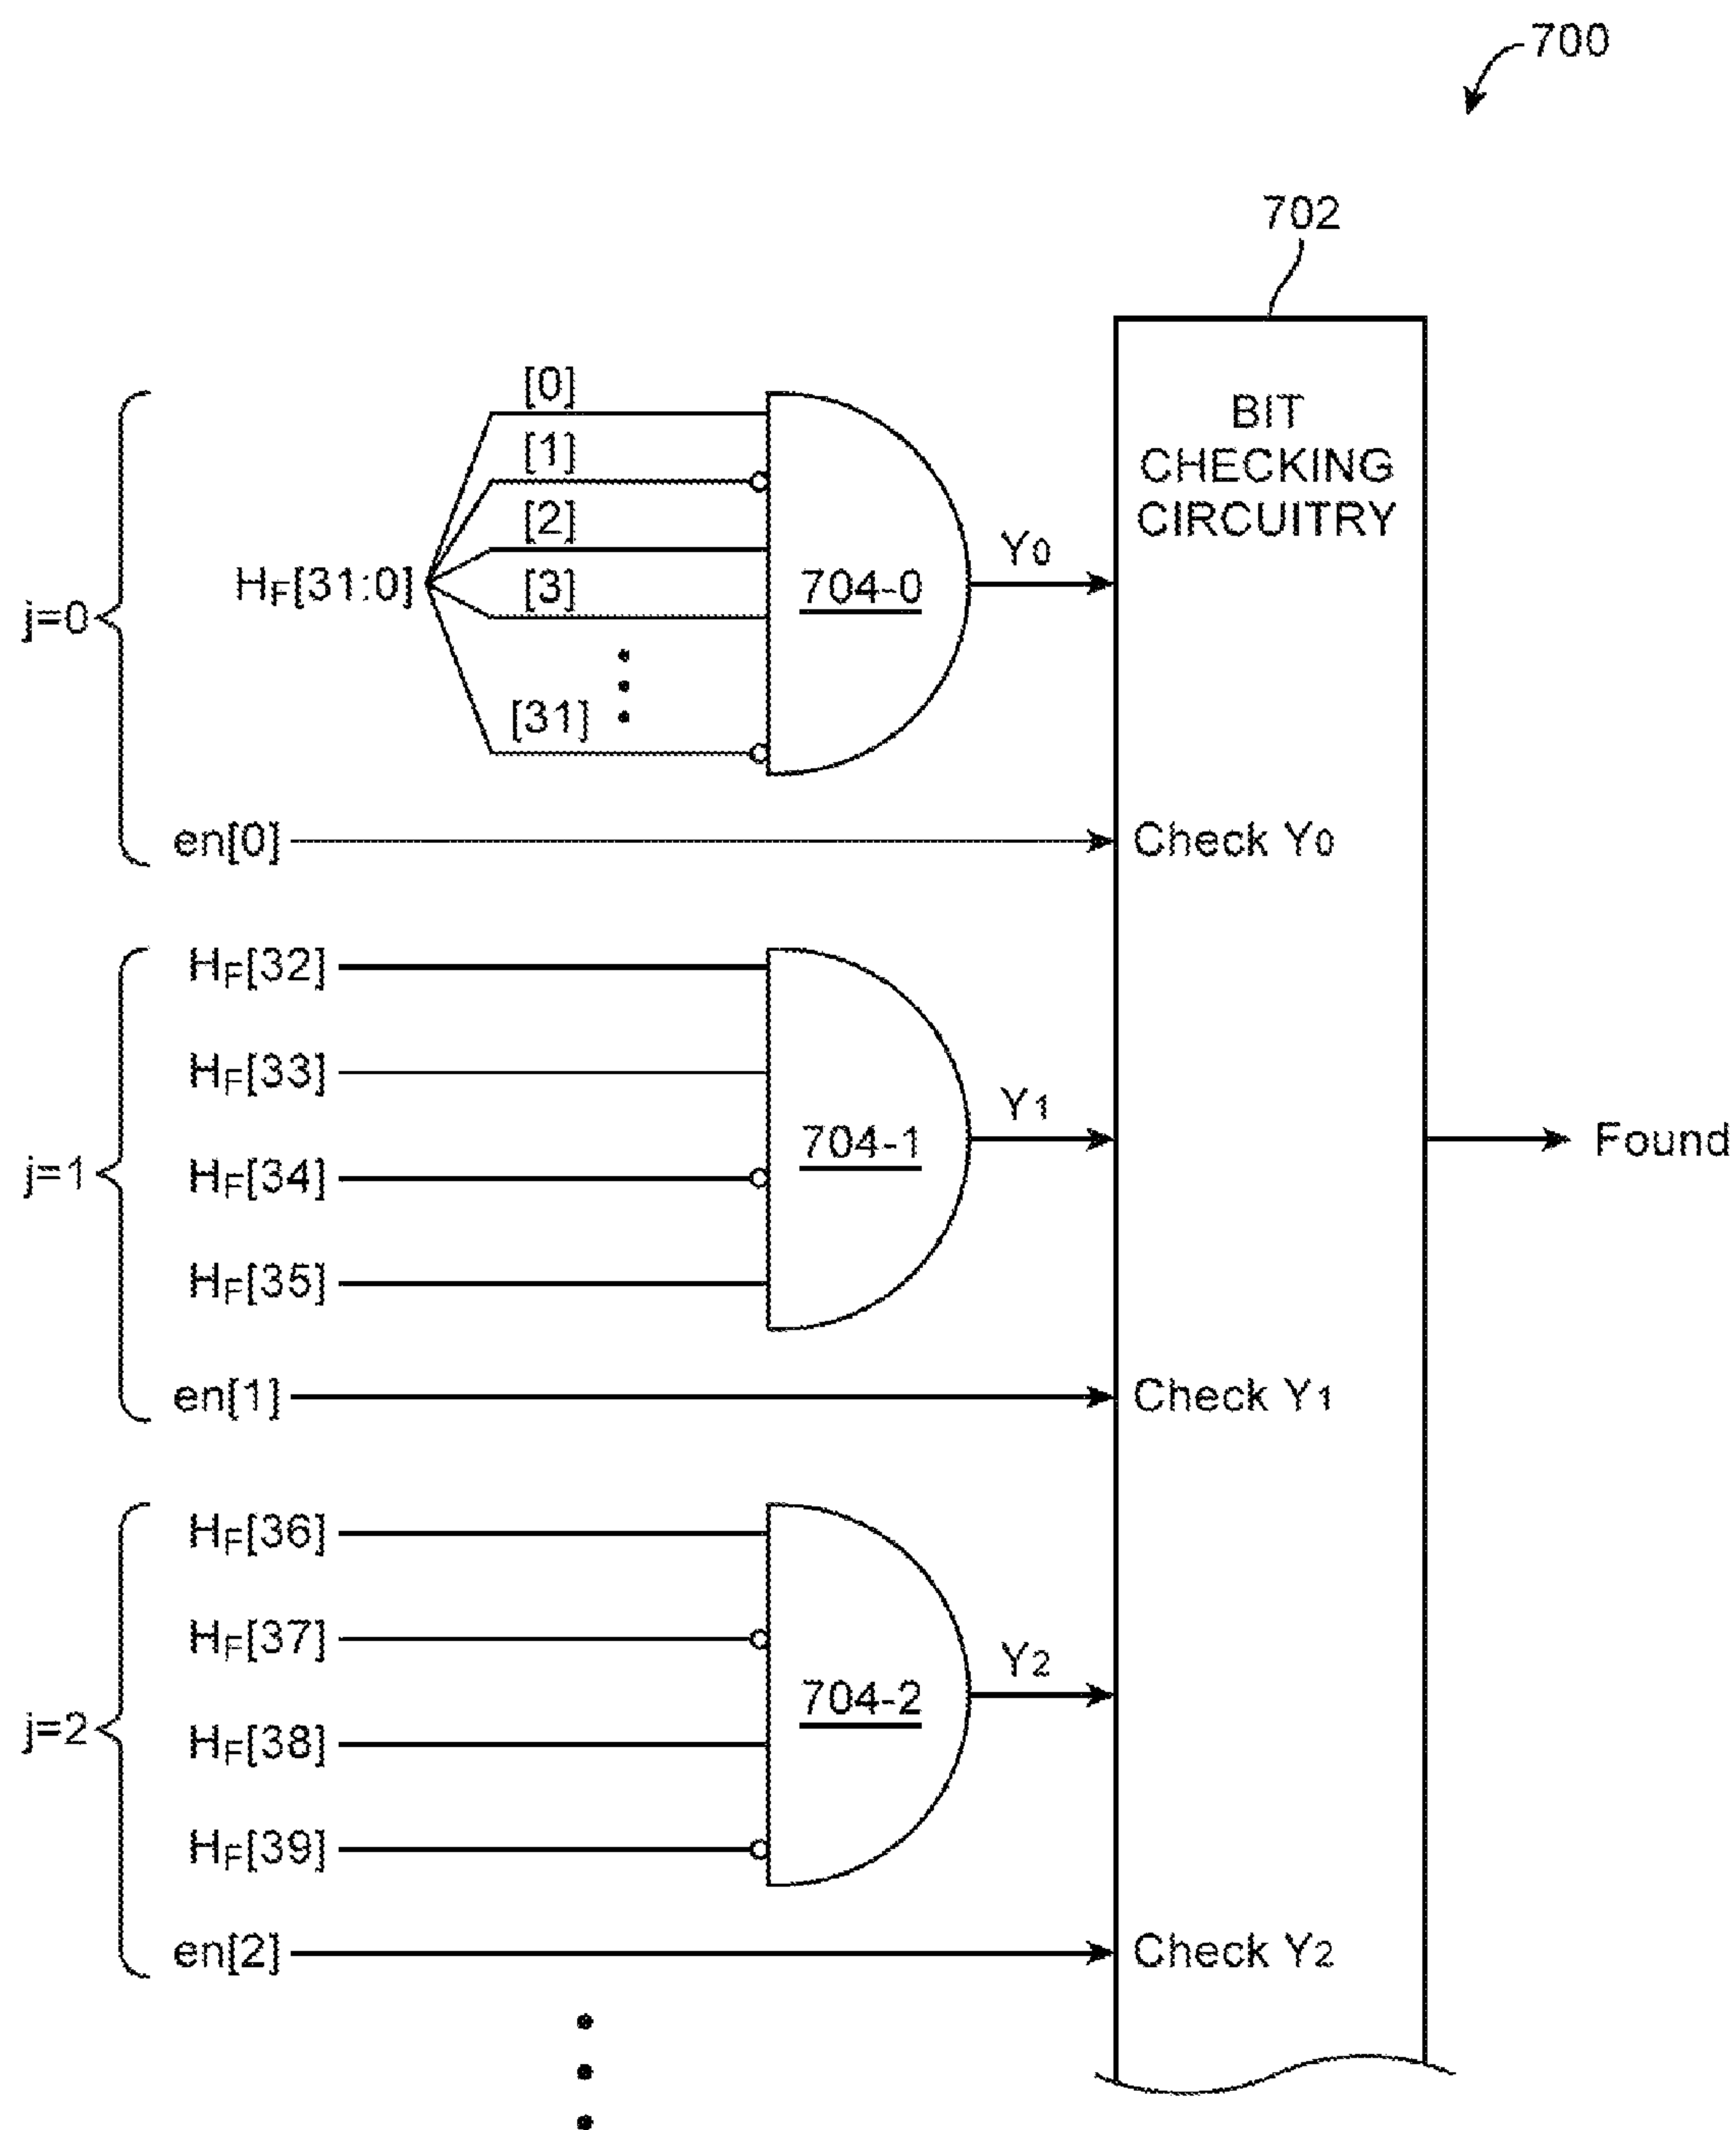 700
702
BIT
CHECKING
CIRCUITRY
j=0
HF[31:0]
[0]
[1]
[2]
[3]
[31]
704-0
Y0
en[0]
Check Y0
j=1
HF[32]
HF[33]
HF[34]
HF[35]
704-1
Y1
Found
en[1]
Check Y1
j=2
HF[36]
HF[37]
HF[38]
HF[39]
704-2
Y2
en[2]
Check Y2